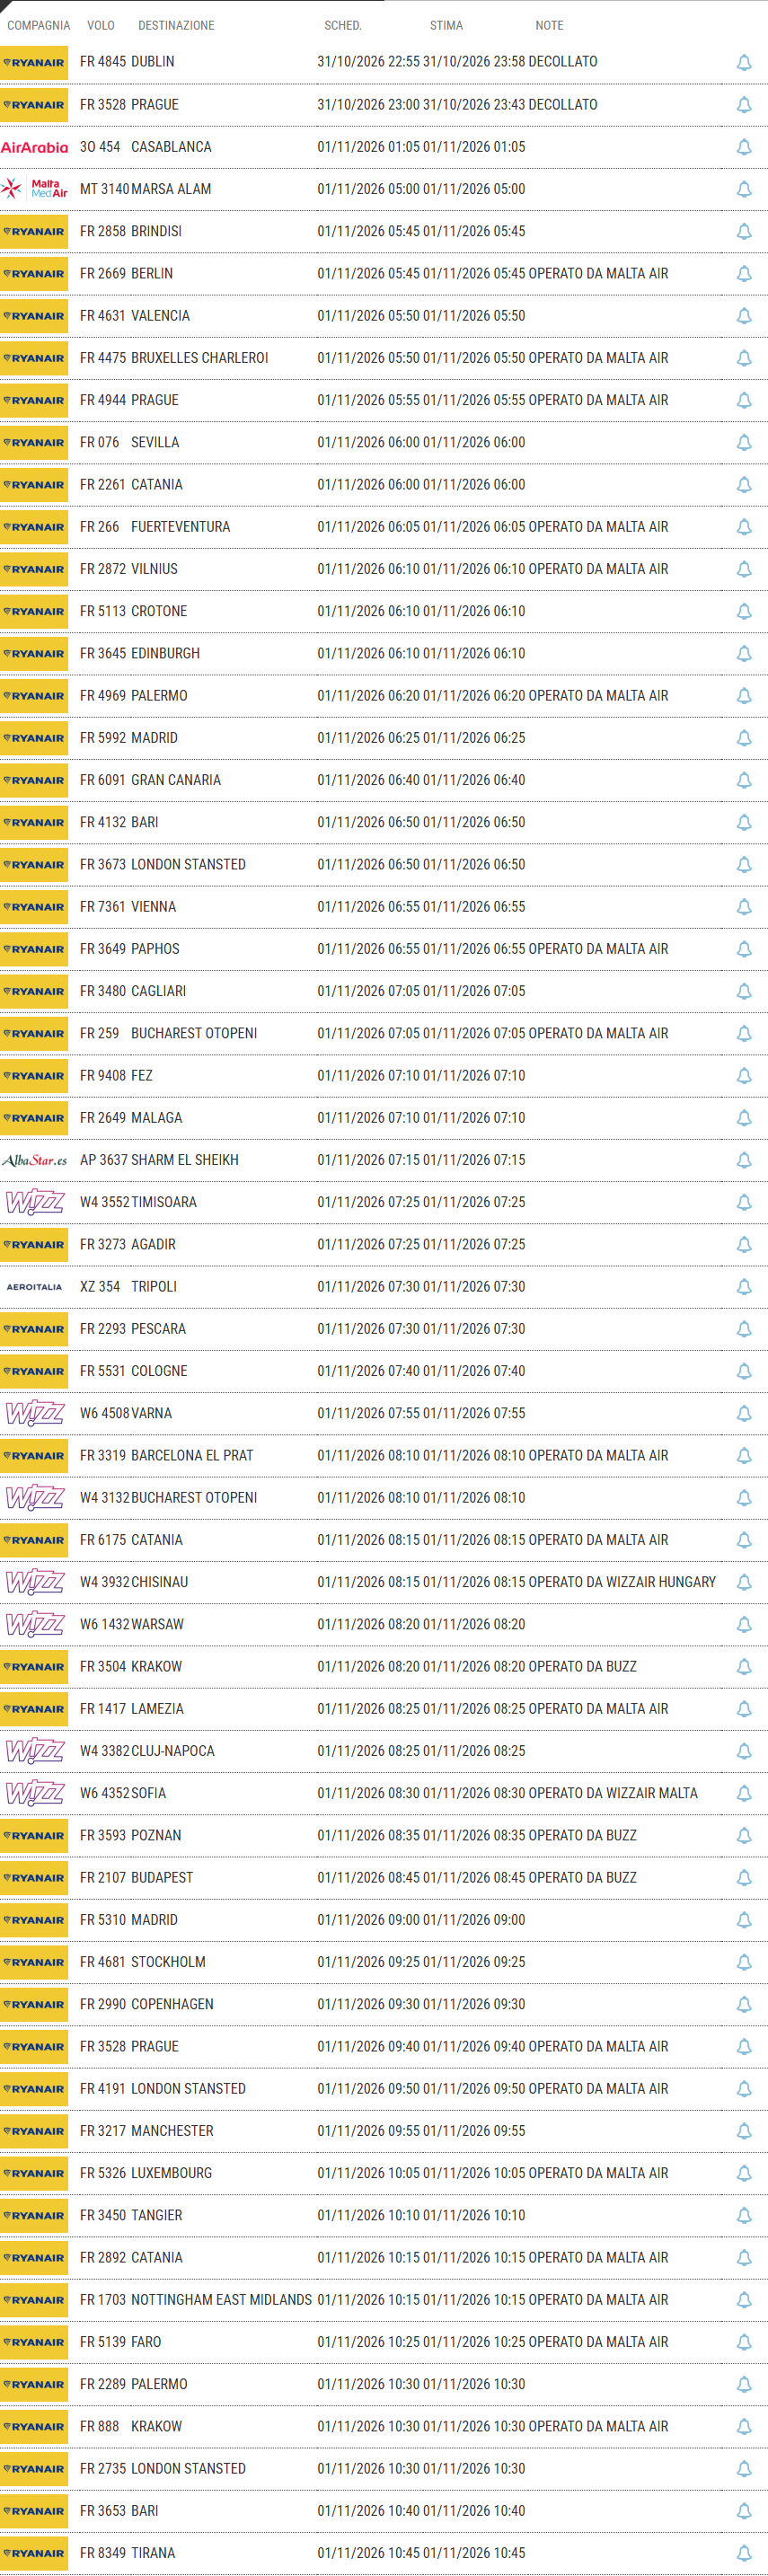 COMPAGNIA VOLO DESTINAZIONE SCHED. STIMA NOTE
RYANAIR FR 4845 DUBLIN 31/10/2026 22:55 31/10/2026 23:58 DECOLLATO
RYANAIR FR 3528 PRAGUE 31/10/2026 23:00 31/10/2026 23:43 DECOLLATO
AirArabia 3O 454 CASABLANCA 01/11/2026 01:05 01/11/2026 01:05
Malta MedAir MT 3140 MARSA ALAM 01/11/2026 05:00 01/11/2026 05:00
RYANAIR FR 2858 BRINDISI 01/11/2026 05:45 01/11/2026 05:45
RYANAIR FR 2669 BERLIN 01/11/2026 05:45 01/11/2026 05:45 OPERATO DA MALTA AIR
RYANAIR FR 4631 VALENCIA 01/11/2026 05:50 01/11/2026 05:50
RYANAIR FR 4475 BRUXELLES CHARLEROI 01/11/2026 05:50 01/11/2026 05:50 OPERATO DA MALTA AIR
RYANAIR FR 4944 PRAGUE 01/11/2026 05:55 01/11/2026 05:55 OPERATO DA MALTA AIR
RYANAIR FR 076 SEVILLA 01/11/2026 06:00 01/11/2026 06:00
RYANAIR FR 2261 CATANIA 01/11/2026 06:00 01/11/2026 06:00
RYANAIR FR 266 FUERTEVENTURA 01/11/2026 06:05 01/11/2026 06:05 OPERATO DA MALTA AIR
RYANAIR FR 2872 VILNIUS 01/11/2026 06:10 01/11/2026 06:10 OPERATO DA MALTA AIR
RYANAIR FR 5113 CROTONE 01/11/2026 06:10 01/11/2026 06:10
RYANAIR FR 3645 EDINBURGH 01/11/2026 06:10 01/11/2026 06:10
RYANAIR FR 4969 PALERMO 01/11/2026 06:20 01/11/2026 06:20 OPERATO DA MALTA AIR
RYANAIR FR 5992 MADRID 01/11/2026 06:25 01/11/2026 06:25
RYANAIR FR 6091 GRAN CANARIA 01/11/2026 06:40 01/11/2026 06:40
RYANAIR FR 4132 BARI 01/11/2026 06:50 01/11/2026 06:50
RYANAIR FR 3673 LONDON STANSTED 01/11/2026 06:50 01/11/2026 06:50
RYANAIR FR 7361 VIENNA 01/11/2026 06:55 01/11/2026 06:55
RYANAIR FR 3649 PAPHOS 01/11/2026 06:55 01/11/2026 06:55 OPERATO DA MALTA AIR
RYANAIR FR 3480 CAGLIARI 01/11/2026 07:05 01/11/2026 07:05
RYANAIR FR 259 BUCHAREST OTOPENI 01/11/2026 07:05 01/11/2026 07:05 OPERATO DA MALTA AIR
RYANAIR FR 9408 FEZ 01/11/2026 07:10 01/11/2026 07:10
RYANAIR FR 2649 MALAGA 01/11/2026 07:10 01/11/2026 07:10
AlbaStar.es AP 3637 SHARM EL SHEIKH 01/11/2026 07:15 01/11/2026 07:15
WIZZ W4 3552 TIMISOARA 01/11/2026 07:25 01/11/2026 07:25
RYANAIR FR 3273 AGADIR 01/11/2026 07:25 01/11/2026 07:25
AEROITALIA XZ 354 TRIPOLI 01/11/2026 07:30 01/11/2026 07:30
RYANAIR FR 2293 PESCARA 01/11/2026 07:30 01/11/2026 07:30
RYANAIR FR 5531 COLOGNE 01/11/2026 07:40 01/11/2026 07:40
WIZZ W6 4508 VARNA 01/11/2026 07:55 01/11/2026 07:55
RYANAIR FR 3319 BARCELONA EL PRAT 01/11/2026 08:10 01/11/2026 08:10 OPERATO DA MALTA AIR
WIZZ W4 3132 BUCHAREST OTOPENI 01/11/2026 08:10 01/11/2026 08:10
RYANAIR FR 6175 CATANIA 01/11/2026 08:15 01/11/2026 08:15 OPERATO DA MALTA AIR
WIZZ W4 3932 CHISINAU 01/11/2026 08:15 01/11/2026 08:15 OPERATO DA WIZZAIR HUNGARY
WIZZ W6 1432 WARSAW 01/11/2026 08:20 01/11/2026 08:20
RYANAIR FR 3504 KRAKOW 01/11/2026 08:20 01/11/2026 08:20 OPERATO DA BUZZ
RYANAIR FR 1417 LAMEZIA 01/11/2026 08:25 01/11/2026 08:25 OPERATO DA MALTA AIR
WIZZ W4 3382 CLUJ-NAPOCA 01/11/2026 08:25 01/11/2026 08:25
WIZZ W6 4352 SOFIA 01/11/2026 08:30 01/11/2026 08:30 OPERATO DA WIZZAIR MALTA
RYANAIR FR 3593 POZNAN 01/11/2026 08:35 01/11/2026 08:35 OPERATO DA BUZZ
RYANAIR FR 2107 BUDAPEST 01/11/2026 08:45 01/11/2026 08:45 OPERATO DA BUZZ
RYANAIR FR 5310 MADRID 01/11/2026 09:00 01/11/2026 09:00
RYANAIR FR 4681 STOCKHOLM 01/11/2026 09:25 01/11/2026 09:25
RYANAIR FR 2990 COPENHAGEN 01/11/2026 09:30 01/11/2026 09:30
RYANAIR FR 3528 PRAGUE 01/11/2026 09:40 01/11/2026 09:40 OPERATO DA MALTA AIR
RYANAIR FR 4191 LONDON STANSTED 01/11/2026 09:50 01/11/2026 09:50 OPERATO DA MALTA AIR
RYANAIR FR 3217 MANCHESTER 01/11/2026 09:55 01/11/2026 09:55
RYANAIR FR 5326 LUXEMBOURG 01/11/2026 10:05 01/11/2026 10:05 OPERATO DA MALTA AIR
RYANAIR FR 3450 TANGIER 01/11/2026 10:10 01/11/2026 10:10
RYANAIR FR 2892 CATANIA 01/11/2026 10:15 01/11/2026 10:15 OPERATO DA MALTA AIR
RYANAIR FR 1703 NOTTINGHAM EAST MIDLANDS 01/11/2026 10:15 01/11/2026 10:15 OPERATO DA MALTA AIR
RYANAIR FR 5139 FARO 01/11/2026 10:25 01/11/2026 10:25 OPERATO DA MALTA AIR
RYANAIR FR 2289 PALERMO 01/11/2026 10:30 01/11/2026 10:30
RYANAIR FR 888 KRAKOW 01/11/2026 10:30 01/11/2026 10:30 OPERATO DA MALTA AIR
RYANAIR FR 2735 LONDON STANSTED 01/11/2026 10:30 01/11/2026 10:30
RYANAIR FR 3653 BARI 01/11/2026 10:40 01/11/2026 10:40
RYANAIR FR 8349 TIRANA 01/11/2026 10:45 01/11/2026 10:45